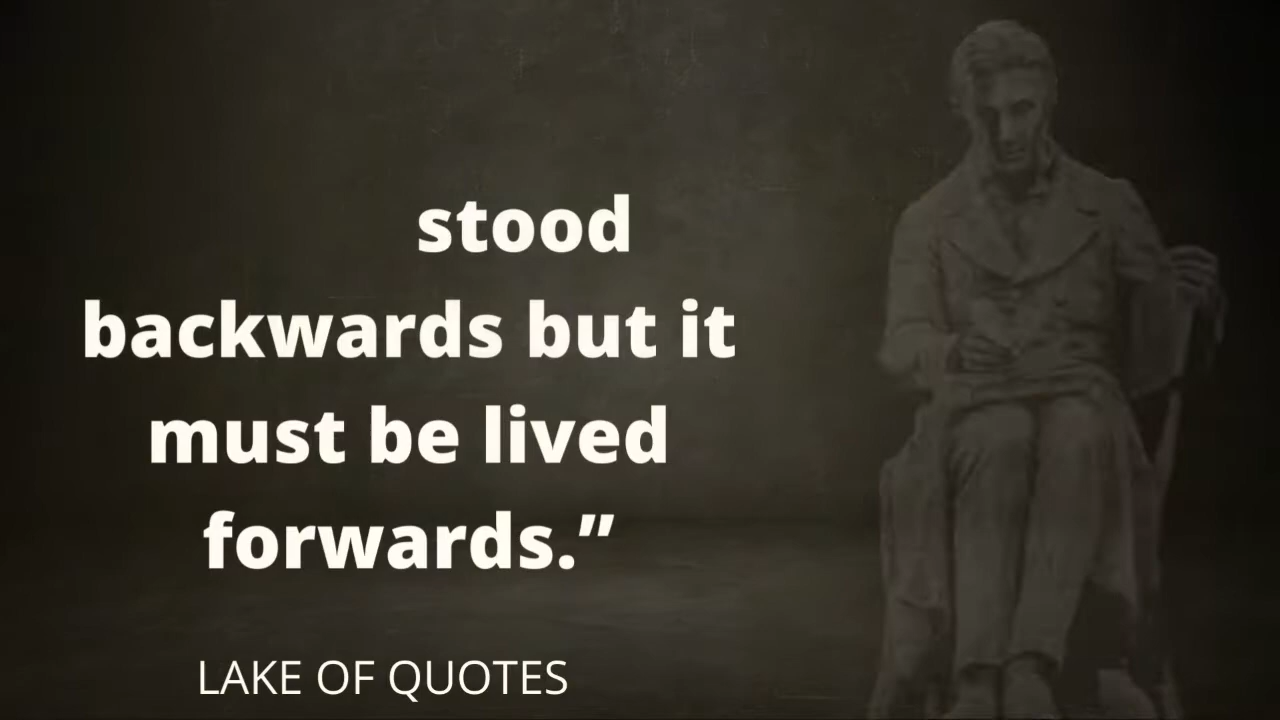 stood
backwards but it
must be lived
forwards.”
LAKE OF QUOTES